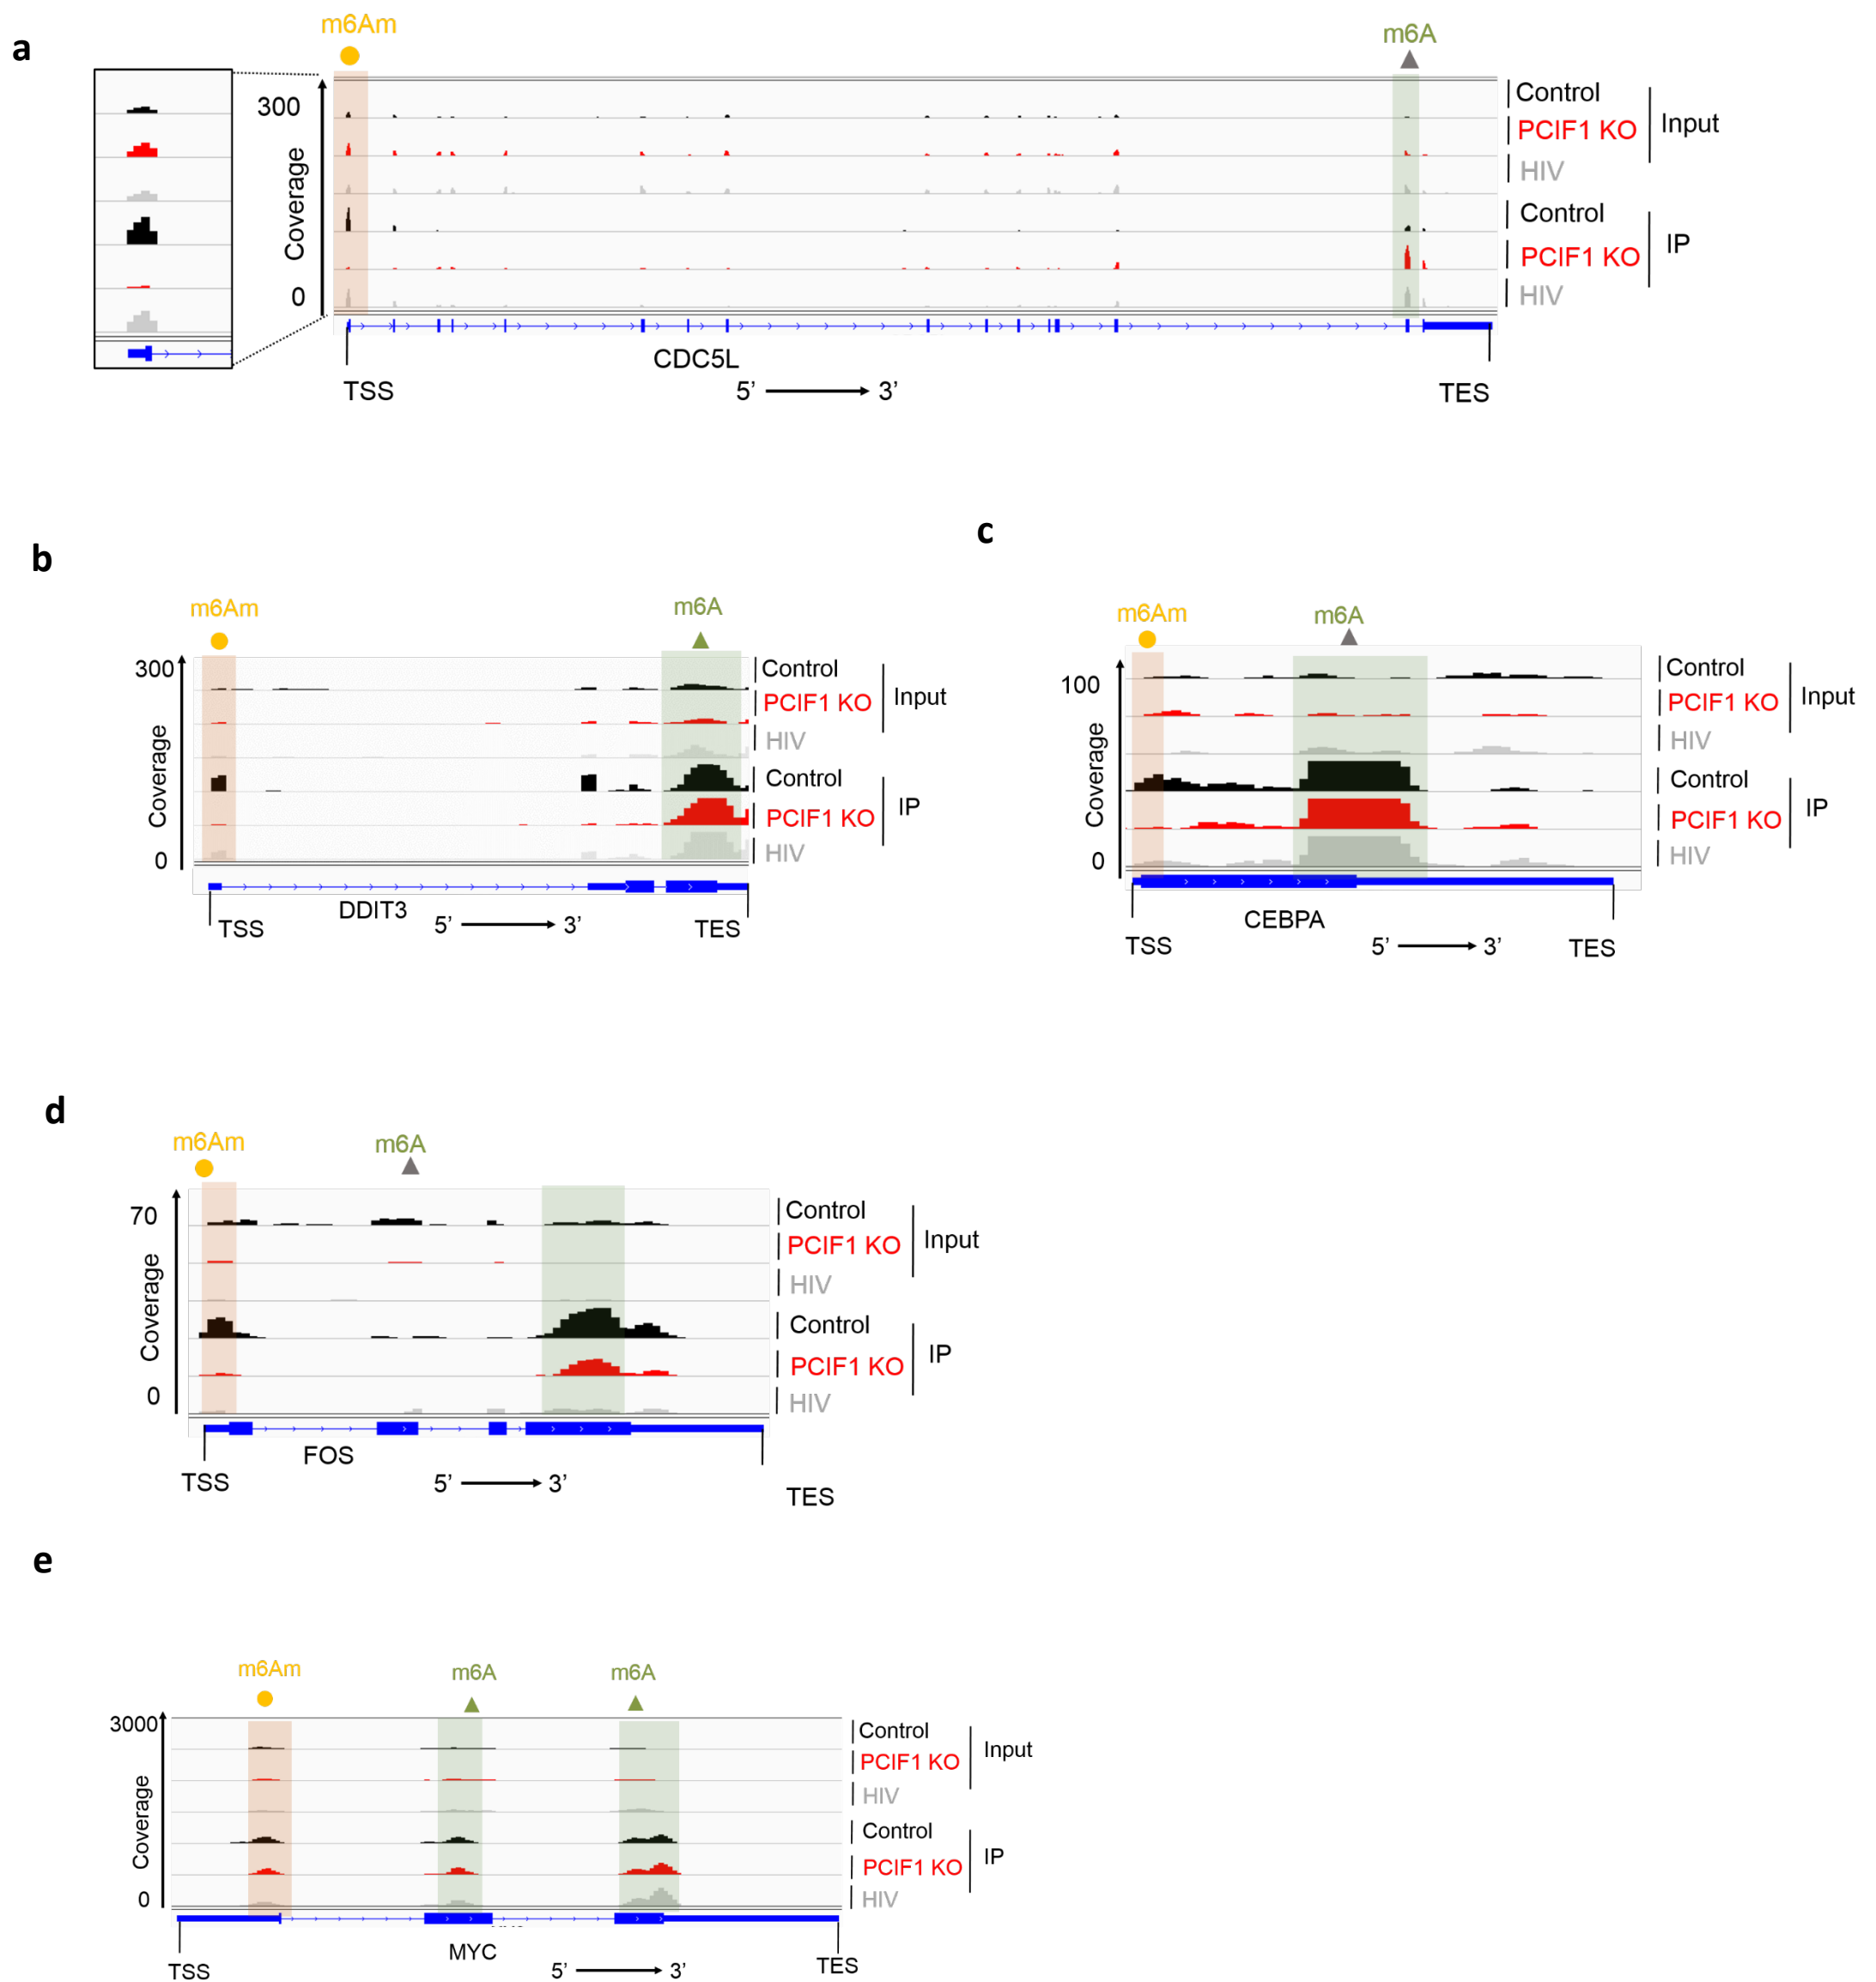 a
m6Am
m6A
300
Coverage
0
Control
PCIF1 KO
HIV
Input
Control
PCIF1 KO
HIV
IP
CDC5L
TSS
5’
3’
TES
b
m6Am
m6A
300
Coverage
0
Control
PCIF1 KO
HIV
Input
Control
PCIF1 KO
HIV
IP
DDIT3
TSS
5’
3’
TES
c
m6Am
m6A
100
Coverage
0
Control
PCIF1 KO
HIV
Input
Control
PCIF1 KO
HIV
IP
CEBPA
TSS
5’
3’
TES
d
m6Am
m6A
70
Coverage
0
Control
PCIF1 KO
HIV
Input
Control
PCIF1 KO
HIV
IP
FOS
TSS
5’
3’
TES
e
m6Am
m6A
m6A
3000
Coverage
0
Control
PCIF1 KO
HIV
Input
Control
PCIF1 KO
HIV
IP
MYC
TSS
5’
3’
TES